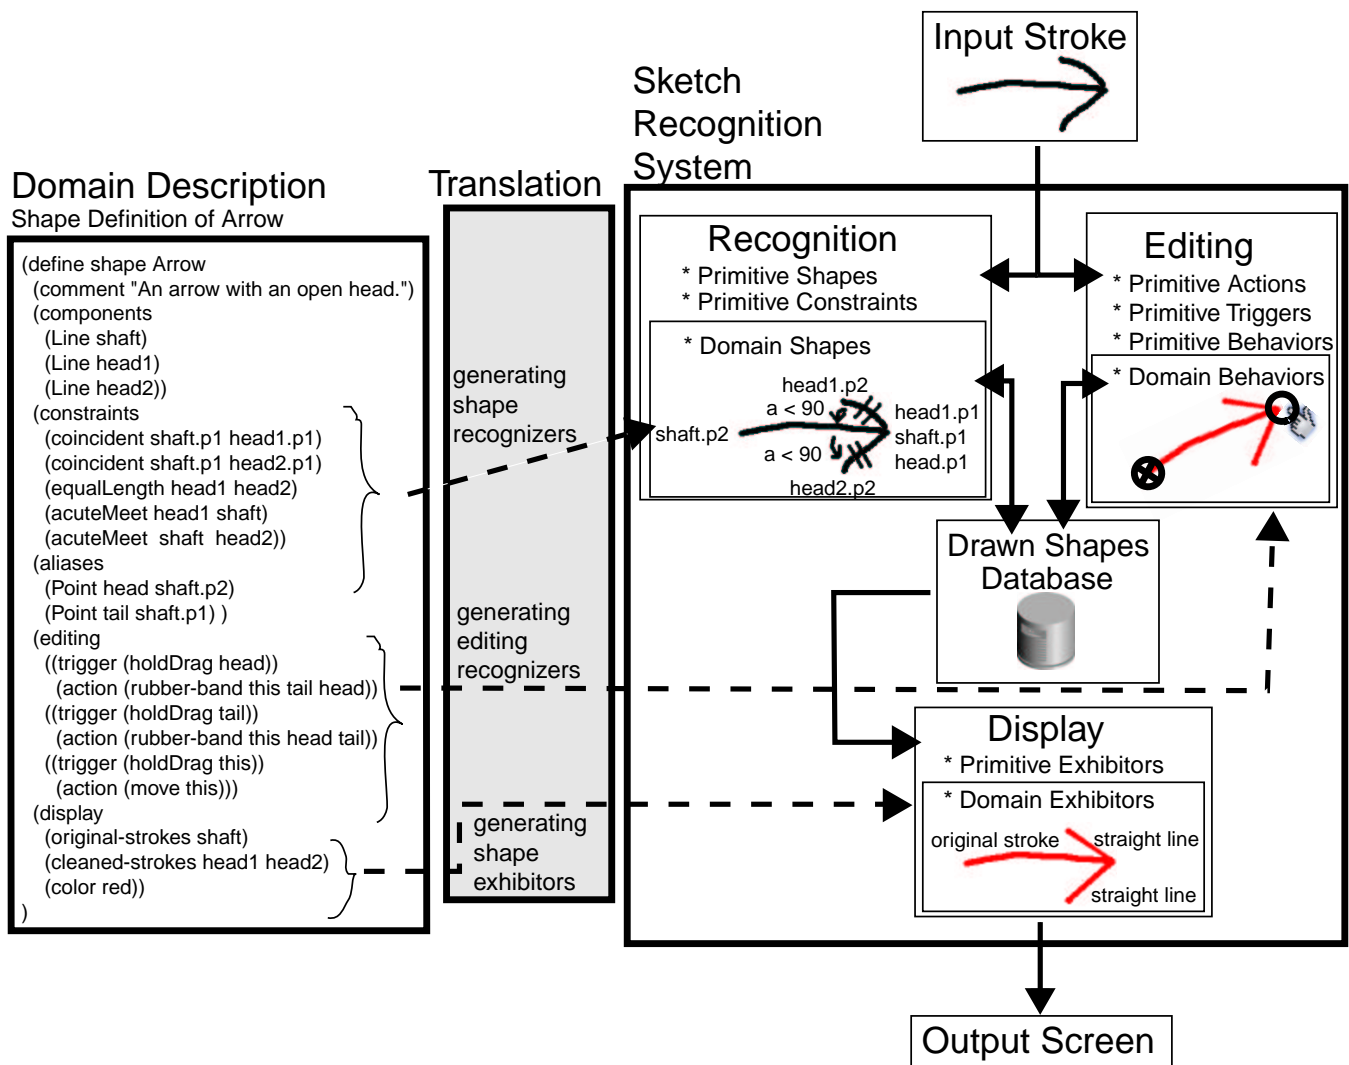 Input Stroke
Sketch
Recognition
System
Domain Description
Shape Definition of Arrow
(define shape Arrow
(comment "An arrow with an open head.")
(components
(Line shaft)
(Line head1)
(Line head2))
(constraints
(coincident shaft.p1 head1.p1)
(coincident shaft.p1 head2.p1)
(equalLength head1 head2)
(acuteMeet head1 shaft)
(acuteMeet shaft head2))
(aliases
(Point head shaft.p2)
(Point tail shaft.p1) )
(editing
((trigger (holdDrag head))
(action (rubber-band this tail head))
((trigger (holdDrag tail))
(action (rubber-band this head tail))
((trigger (holdDrag this))
(action (move this)))
(display
(original-strokes shaft)
(cleaned-strokes head1 head2)
(color red))
)
Translation
generating
shape
recognizers
generating
editing
recognizers
generating
shape
exhibitors
Recognition
* Primitive Shapes
* Primitive Constraints
* Domain Shapes
head1.p2
a < 90
shaft.p2
a < 90
head2.p2
head1.p1
shaft.p1
head.p1
Editing
* Primitive Actions
* Primitive Triggers
* Primitive Behaviors
* Domain Behaviors
Drawn Shapes
Database
Display
* Primitive Exhibitors
* Domain Exhibitors
original stroke
straight line
straight line
Output Screen